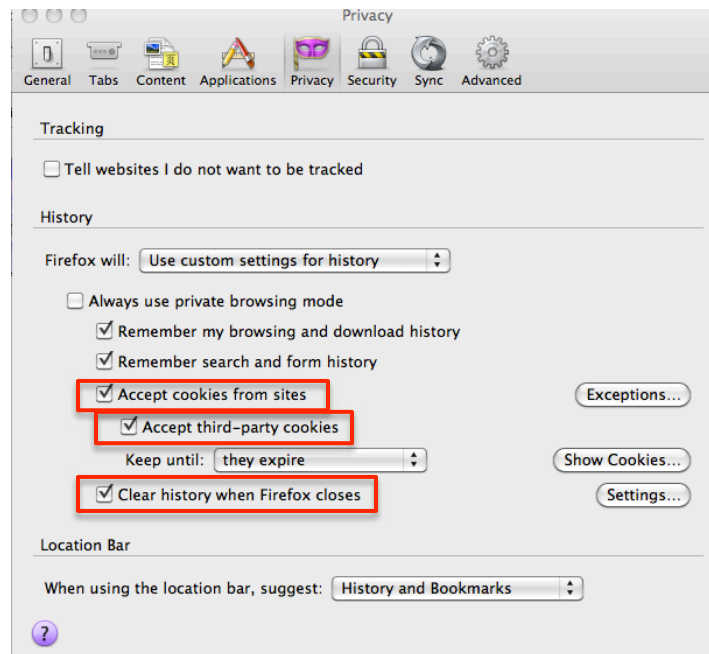 Privacy
General Tabs Content Applications Privacy Security Sync Advanced
Tracking
Tell websites I do not want to be tracked
History
Firefox will: Use custom settings for history
Always use private browsing mode
Remember my browsing and download history
Remember search and form history
Accept cookies from sites Exceptions...
Accept third-party cookies
Keep until: they expire Show Cookies...
Clear history when Firefox closes Settings...
Location Bar
When using the location bar, suggest: History and Bookmarks
?